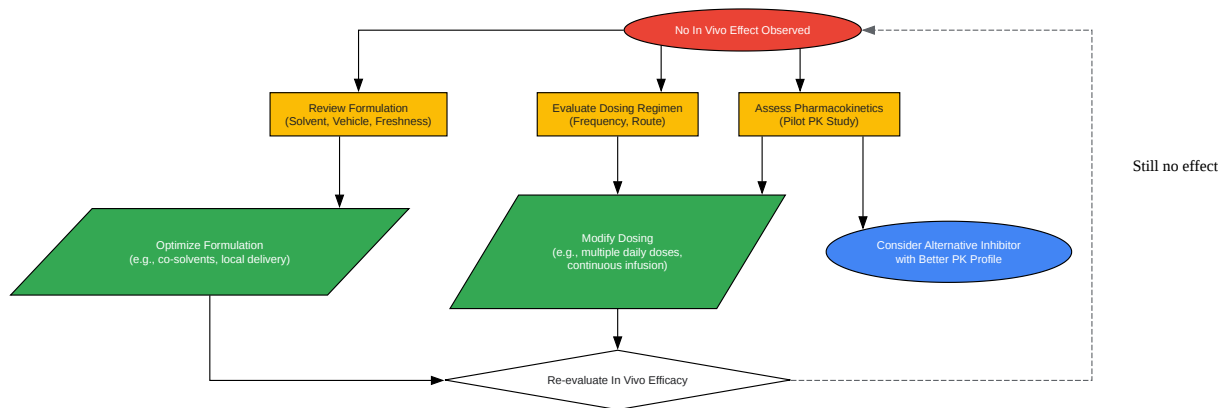 No In Vivo Effect Observed
Review Formulation
(Solvent, Vehicle, Freshness)
Evaluate Dosing Regimen
(Frequency, Route)
Assess Pharmacokinetics
(Pilot PK Study)
Still no effect
Optimize Formulation
(e.g., co-solvents, local delivery)
Modify Dosing
(e.g., multiple daily doses,
continuous infusion)
Consider Alternative Inhibitor
with Better PK Profile
Re-evaluate In Vivo Efficacy